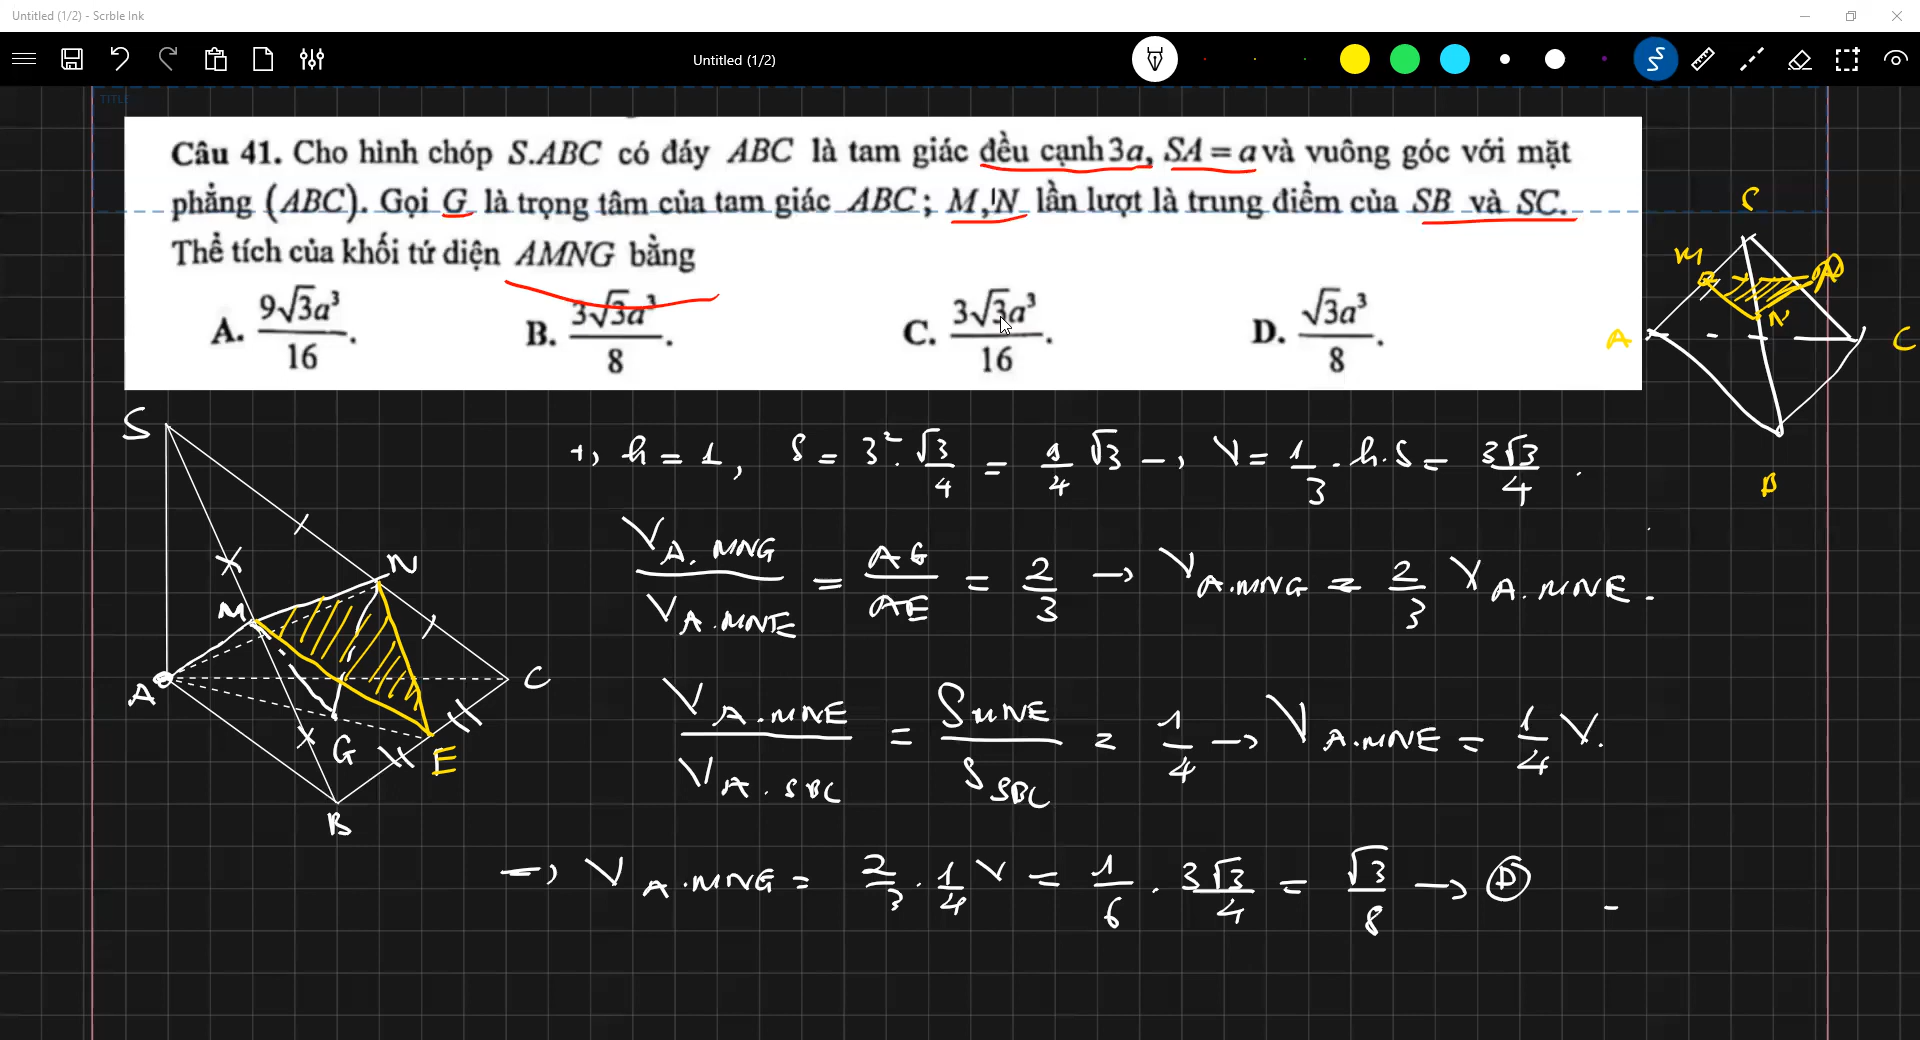 Untitled (1/2) - Scrble Ink
Untitled (1/2)
TITLE
Câu 41. Cho hình chóp S.ABC có đáy ABC là tam giác đều cạnh 3a, SA = a và vuông góc với mặt
phẳng (ABC). Gọi G là trọng tâm của tam giác ABC; M, N lần lượt là trung điểm của SB và SC.
Thể tích của khối tứ diện AMNG bằng
A. 9√3a³/16. B. 3√3a³/8. C. 3√3a³/16. D. √3a³/8.
S
M
N
A
C
B
S
N
M
A
C
G
E
B
+, h = 1, S = 3². √3/4 = 9/4 √3 → V = 1/3 . h.S = 3√3/4 .
V A.MNG / V A.MNE = AG/AE = 2/3 → V A.MNG = 2/3 V A.MNE .
V A.MNE / V A.SBC = S MNE / S SBC = 1/4 → V A.MNE = 1/4 V.
→ V A.MNG = 2/3 . 1/4 V = 1/6 . 3√3/4 = √3/8 → D